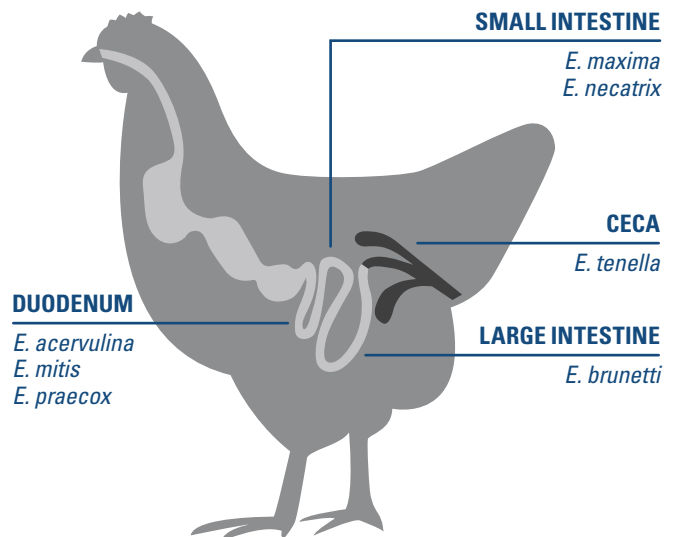 SMALL INTESTINE
E. maxima
E. necatrix
CECA
E. tenella
DUODENUM
E. acervulina
E. mitis
E. praecox
LARGE INTESTINE
E. brunetti